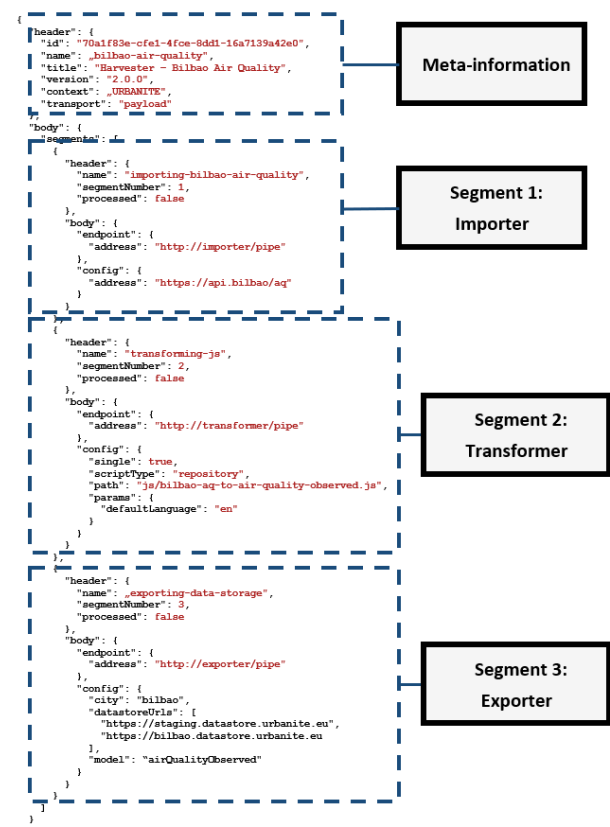 {
"header": {
"id": "70a1f83e-cfe1-4fce-8dd1-16a7139a42e0",
"name": „bilbao-air-quality",
"title": "Harvester – Bilbao Air Quality",
"version": "2.0.0",
"context": „URBANITE",
"transport": "payload"
},
"body": {
"segments": [
{
"header": {
"name": "importing-bilbao-air-quality",
"segmentNumber": 1,
"processed": false
},
"body": {
"endpoint": {
"address": "http://importer/pipe"
},
"config": {
"address": "https://api.bilbao/aq"
}
}
},
{
"header": {
"name": "transforming-js",
"segmentNumber": 2,
"processed": false
},
"body": {
"endpoint": {
"address": "http://transformer/pipe"
},
"config": {
"single": true,
"scriptType": "repository",
"path": "js/bilbao-aq-to-air-quality-observed.js",
"params": {
"defaultLanguage": "en"
}
}
}
},
{
"header": {
"name": „exporting-data-storage",
"segmentNumber": 3,
"processed": false
},
"body": {
"endpoint": {
"address": "http://exporter/pipe"
},
"config": {
"city": "bilbao",
"datastoreUrls": [
"https://staging.datastore.urbanite.eu",
"https://bilbao.datastore.urbanite.eu
],
"model": “airQualityObserved"
}
}
}
]
}
Meta-information
Segment 1:
Importer
Segment 2:
Transformer
Segment 3:
Exporter